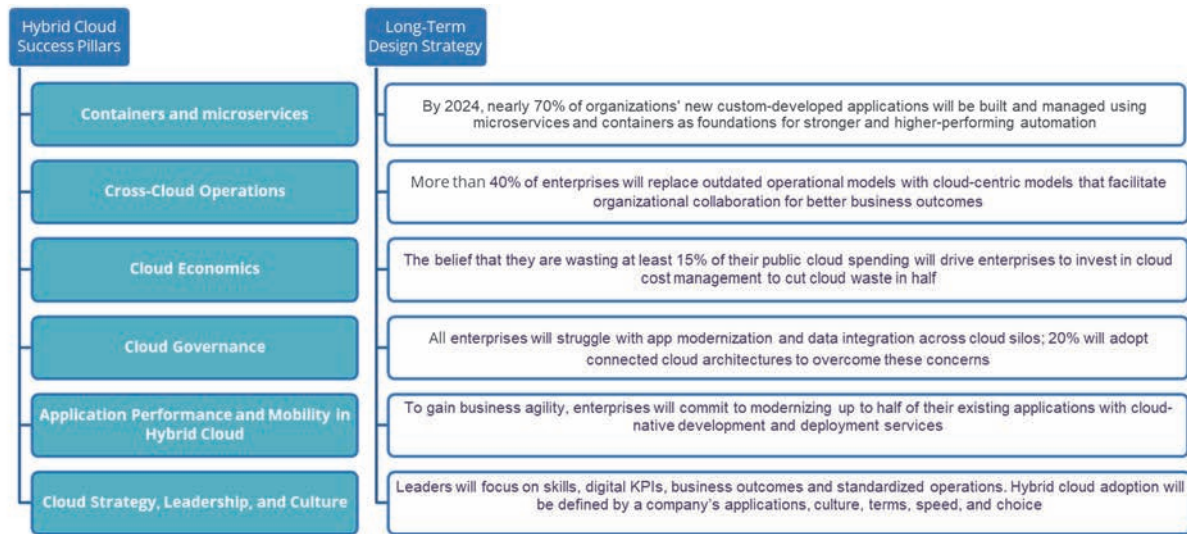 Hybrid Cloud
Success Pillars
Long-Term
Design Strategy
Containers and microservices
By 2024, nearly 70% of organizations' new custom-developed applications will be built and managed using
microservices and containers as foundations for stronger and higher-performing automation
Cross-Cloud Operations
More than 40% of enterprises will replace outdated operational models with cloud-centric models that facilitate
organizational collaboration for better business outcomes
Cloud Economics
The belief that they are wasting at least 15% of their public cloud spending will drive enterprises to invest in cloud
cost management to cut cloud waste in half
Cloud Governance
All enterprises will struggle with app modernization and data integration across cloud silos; 20% will adopt
connected cloud architectures to overcome these concerns
Application Performance and Mobility in
Hybrid Cloud
To gain business agility, enterprises will commit to modernizing up to half of their existing applications with cloud-
native development and deployment services
Cloud Strategy, Leadership, and Culture
Leaders will focus on skills, digital KPIs, business outcomes and standardized operations. Hybrid cloud adoption will
be defined by a company's applications, culture, terms, speed, and choice